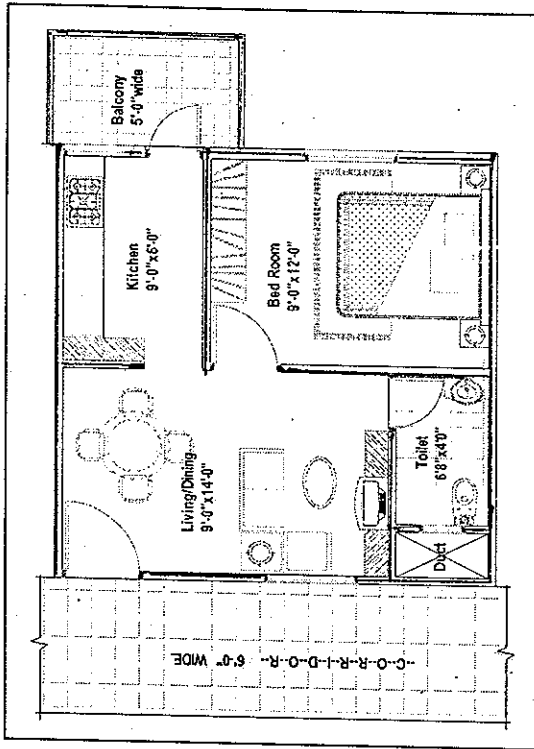 Balcony
5'-0"wide
Kitchen
9'-0"x6'-0"
Bed Room
9'-0"x12'-0"
Living/Dining
9'-0"x14'-0"
Toilet
6'8"x4'0"
Duct
--C-O-R-R-I-D-O-R-- 6'-0" WIDE